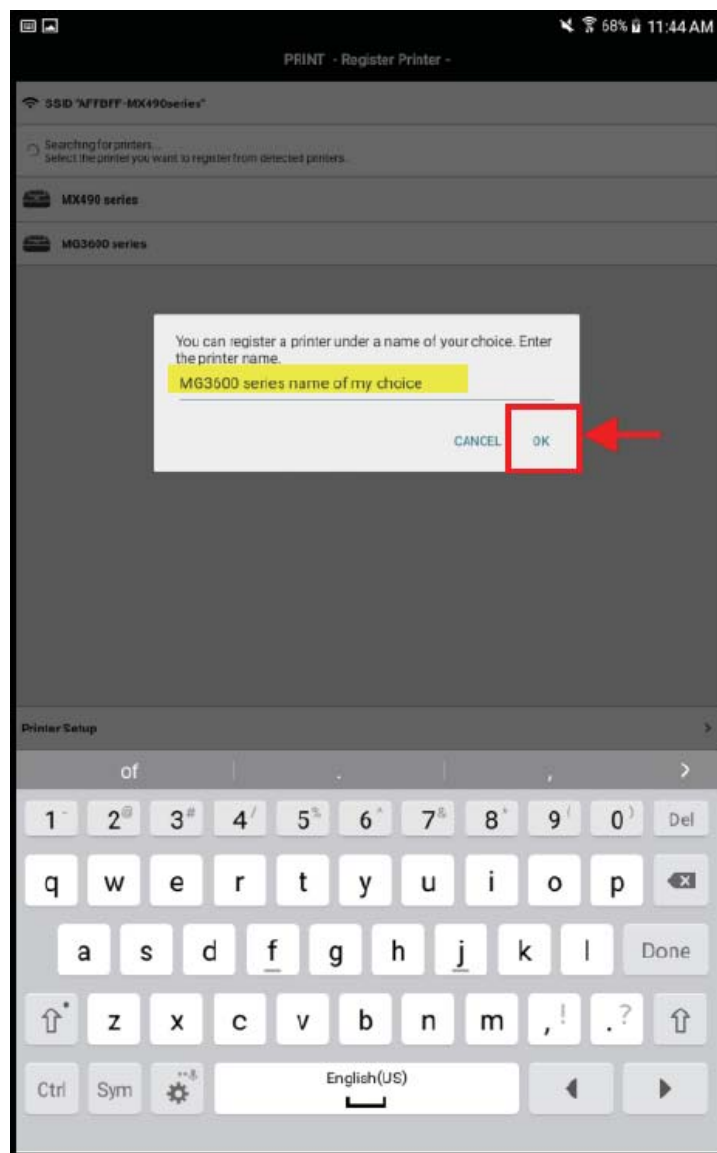 68% 11:44 AM
PRINT - Register Printer -
SSID "AFFBFF-MX490series"
Searching for printers...
Select the printer you want to register from detected printers.
MX490 series
MG3600 series
You can register a printer under a name of your choice. Enter
the printer name.
MG3600 series name of my choice
CANCEL OK
Printer Setup >
of . , >
1 - 2 @ 3 # 4 / 5 % 6 ^ 7 & 8 * 9 ( 0 ) Del
q w e r t y u i o p
a s d f g h j k l Done
z x c v b n m , ! . ?
Ctrl Sym English(US)